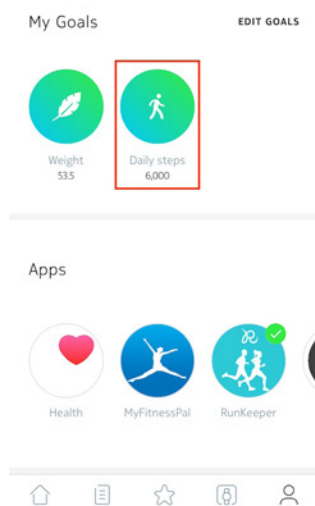 My Goals EDIT GOALS
Weight Daily steps
53.5 6,000
Apps
Health MyFitnessPal RunKeeper